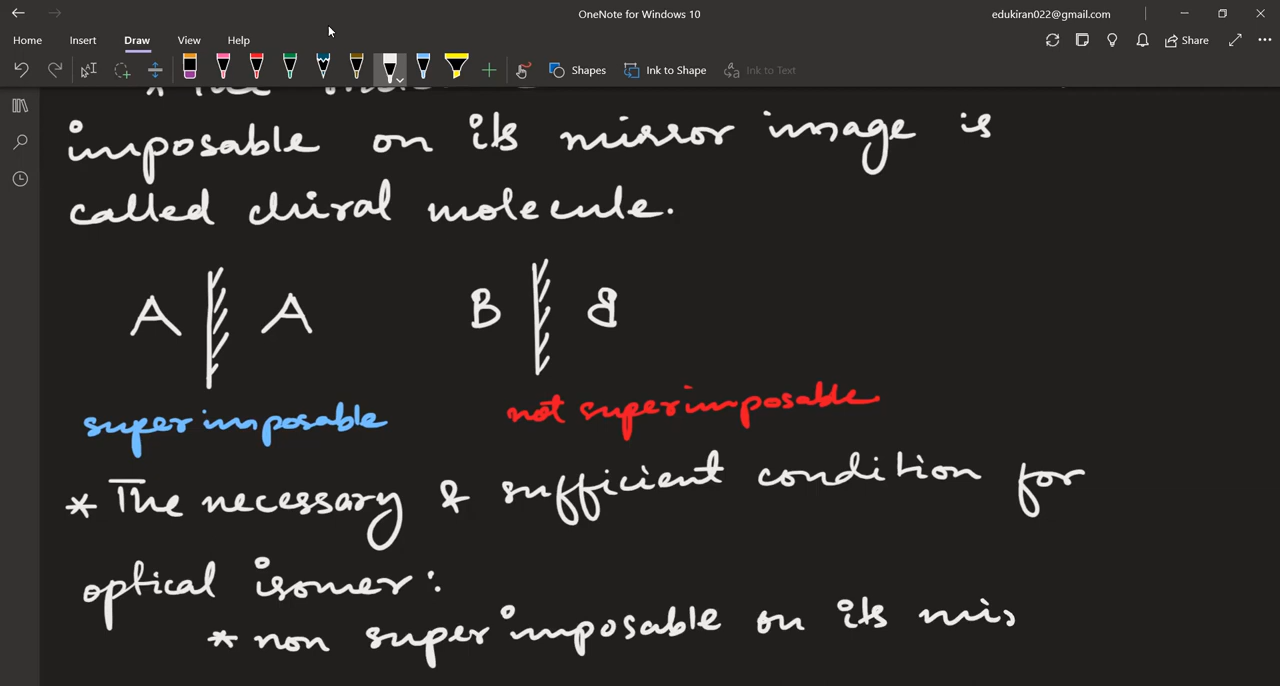 OneNote for Windows 10
edukiran022@gmail.com
Home Insert Draw View Help
Share
Shapes Ink to Shape Ink to Text
imposable on its mirror image is
called chiral molecule.
A A B B
superimposable not superimposable
* The necessary & sufficient condition for
optical isomer:
* non superimposable on its mis